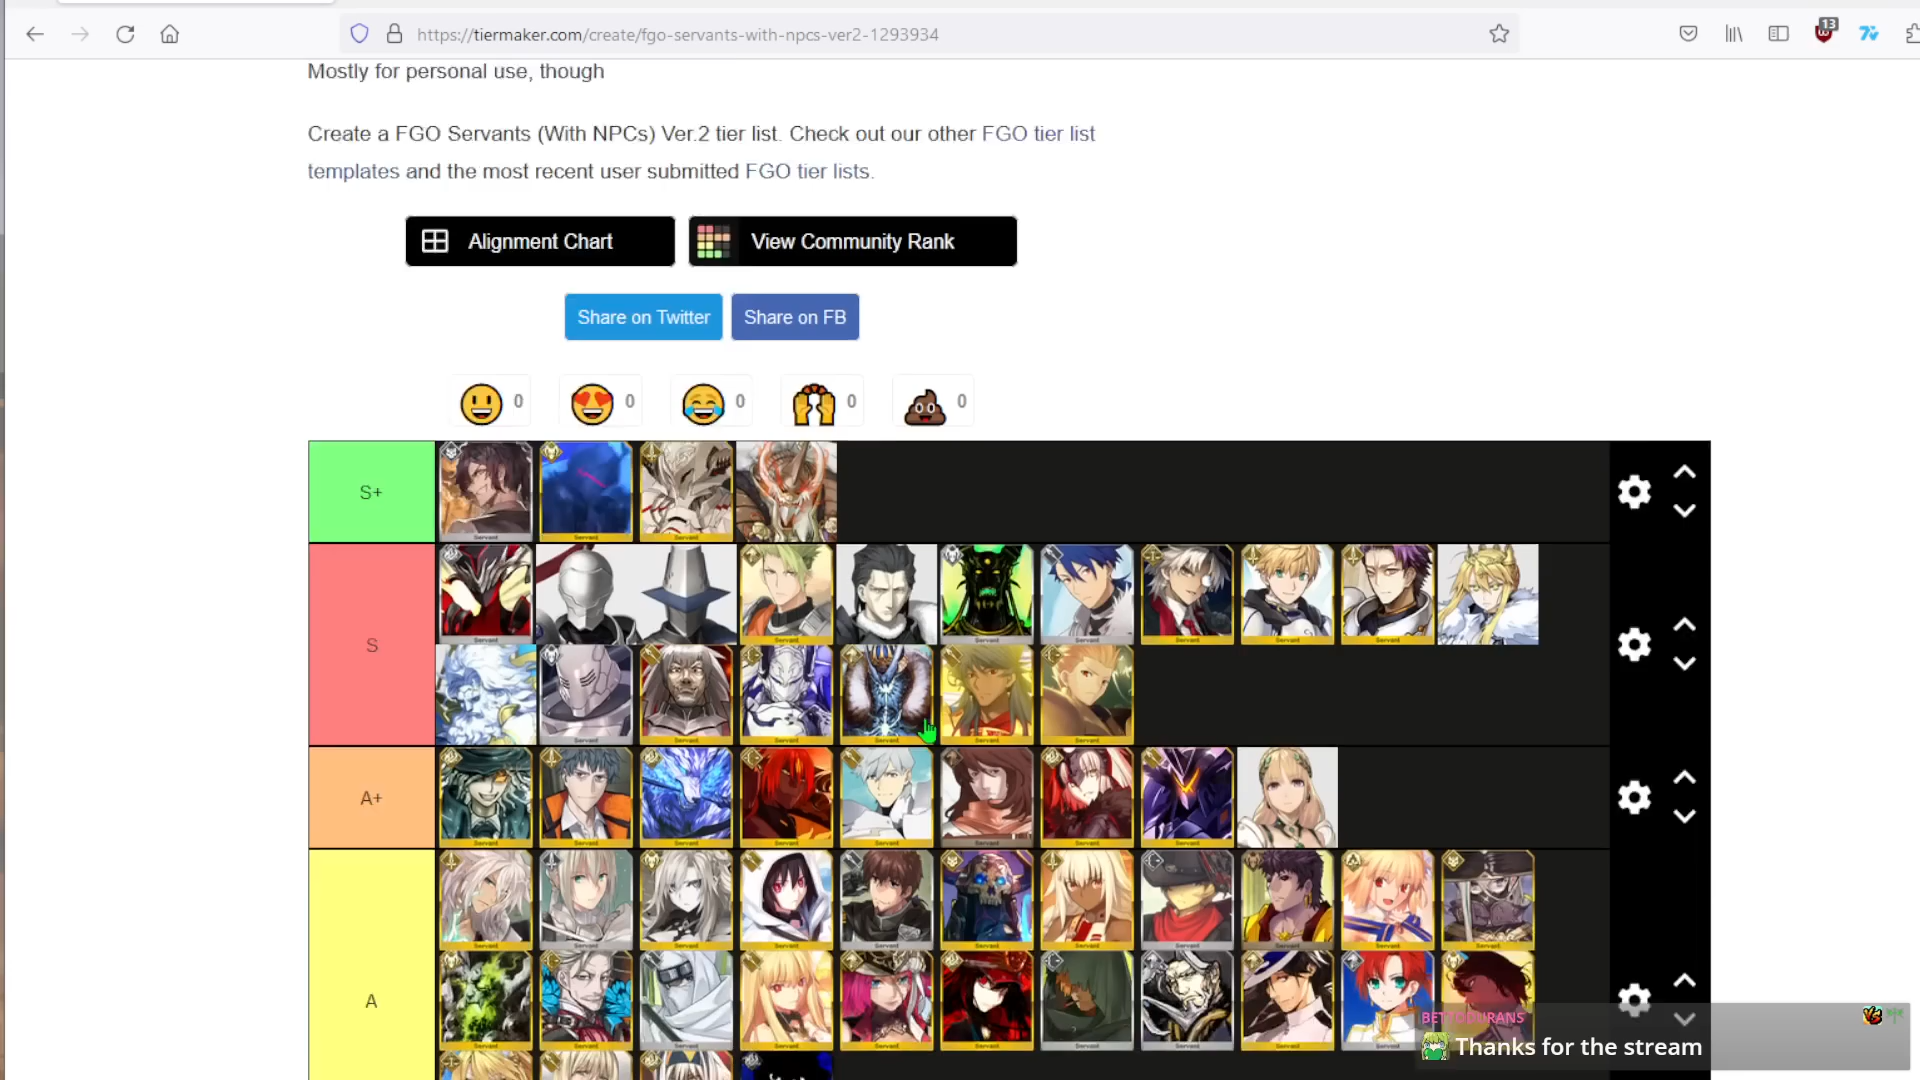 https://tiermaker.com/create/fgo-servants-with-npcs-ver2-1293934
13
Mostly for personal use, though
Create a FGO Servants (With NPCs) Ver.2 tier list. Check out our other FGO tier list
templates and the most recent user submitted FGO tier lists.
Alignment Chart
View Community Rank
Share on Twitter
Share on FB
0
0
0
0
0
S+
S
A+
A
BETTODURANS
Thanks for the stream